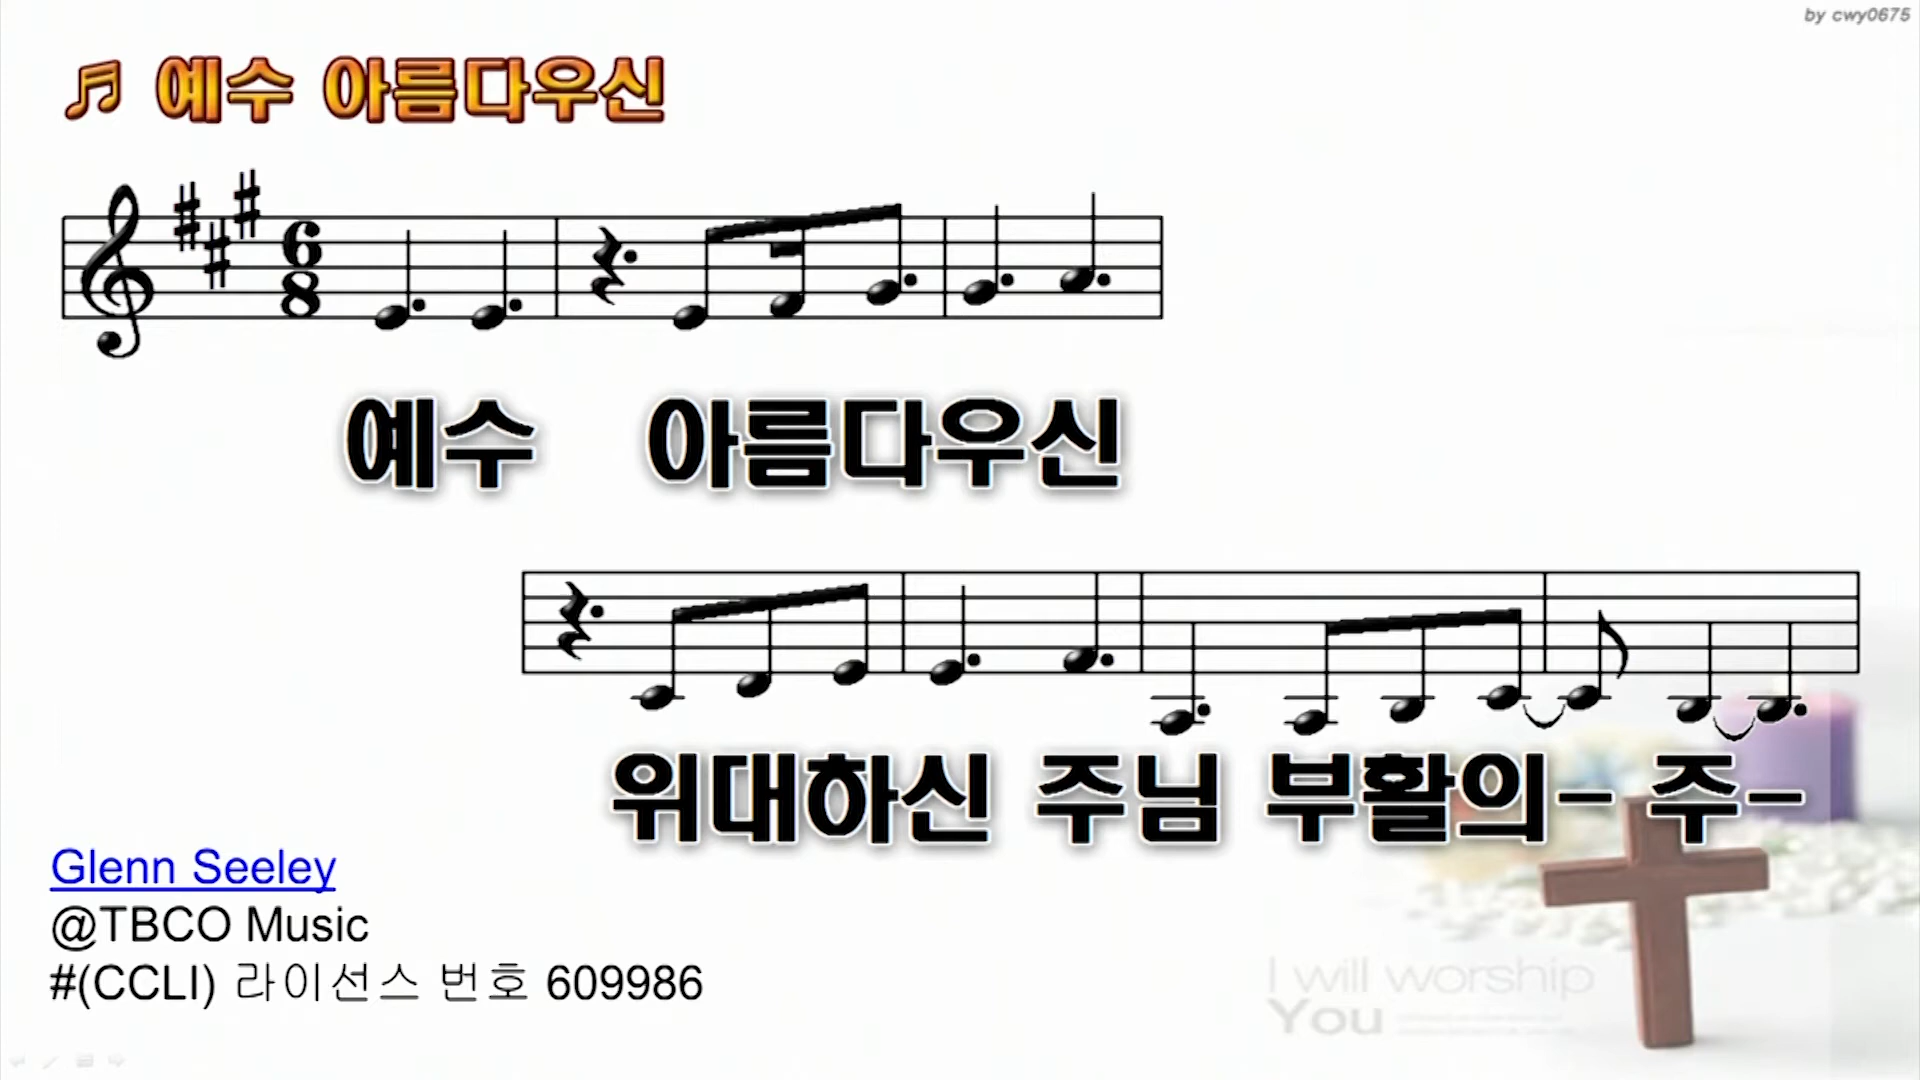 by cwy0675
예수 아름다우신
6
8
예수 아름다우신
위대하신 주님 부활의- 주-
Glenn Seeley
@TBCO Music
#(CCLI) 라이선스 번호 609986
I will worship
You